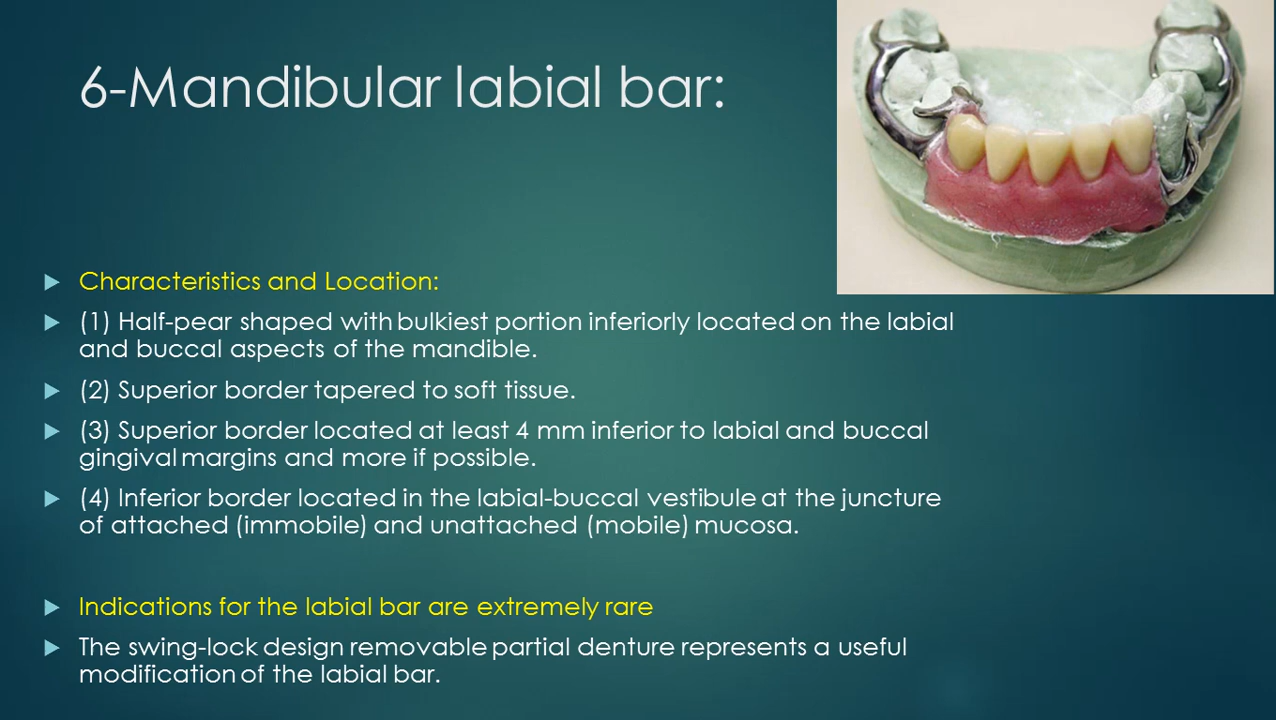 6-Mandibular labial bar:
Characteristics and Location:
(1) Half-pear shaped with bulkiest portion inferiorly located on the labial
and buccal aspects of the mandible.
(2) Superior border tapered to soft tissue.
(3) Superior border located at least 4 mm inferior to labial and buccal
gingival margins and more if possible.
(4) Inferior border located in the labial-buccal vestibule at the juncture
of attached (immobile) and unattached (mobile) mucosa.
Indications for the labial bar are extremely rare
The swing-lock design removable partial denture represents a useful
modification of the labial bar.